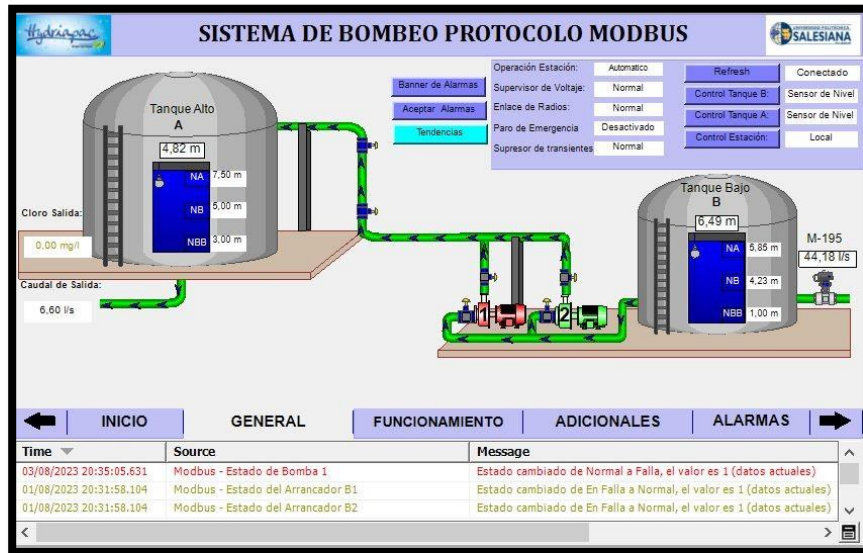 Hydriapac
SISTEMA DE BOMBEO PROTOCOLO MODBUS
SALESIANA
Banner de Alarmas
Aceptar Alarmas
Tendencias
Operación Estación: Automatico
Supervisor de Voltaje: Normal
Enlace de Radios: Normal
Paro de Emergencia Desactivado
Supresor de transientes Normal
Refresh Conectado
Control Tanque B: Sensor de Nivel
Control Tanque A: Sensor de Nivel
Control Estación: Local
Tanque Alto
A
4,82 m
NA 7,50 m
NB 5,00 m
NBB 3,00 m
Cloro Salida:
0,00 mg/l
Caudal de Salida:
6,60 l/s
1
2
Tanque Bajo
B
6,49 m
NA 5,85 m
NB 4,23 m
NBB 1,00 m
M-195
44,18 l/s
INICIO GENERAL FUNCIONAMIENTO ADICIONALES ALARMAS
Time Source Message
03/08/2023 20:35:05.631 Modbus - Estado de Bomba 1 Estado cambiado de Normal a Falla, el valor es 1 (datos actuales)
01/08/2023 20:31:58.104 Modbus - Estado del Arrancador B1 Estado cambiado de En Falla a Normal, el valor es 1 (datos actuales)
01/08/2023 20:31:58.104 Modbus - Estado del Arrancador B2 Estado cambiado de En Falla a Normal, el valor es 1 (datos actuales)